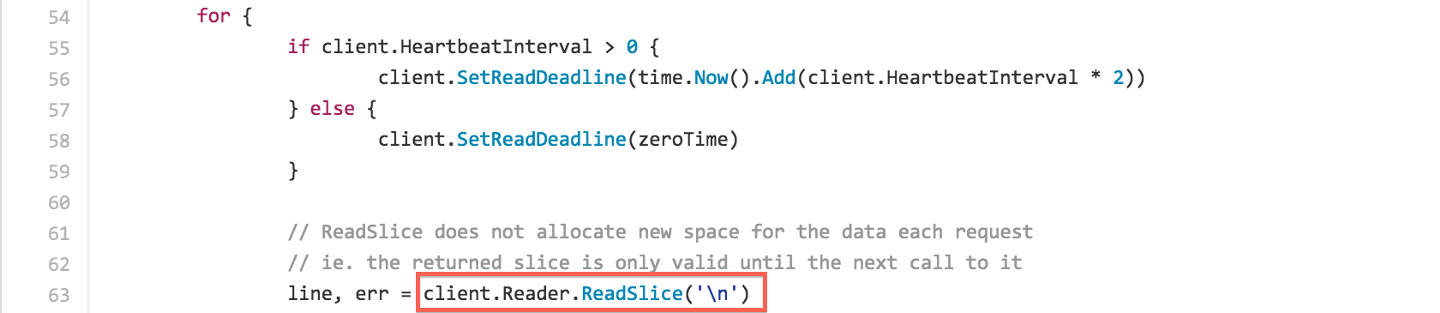 54 for {
55 if client.HeartbeatInterval > 0 {
56 client.SetReadDeadline(time.Now().Add(client.HeartbeatInterval * 2))
57 } else {
58 client.SetReadDeadline(zeroTime)
59 }
60
61 // ReadSlice does not allocate new space for the data each request
62 // ie. the returned slice is only valid until the next call to it
63 line, err = client.Reader.ReadSlice('\n')